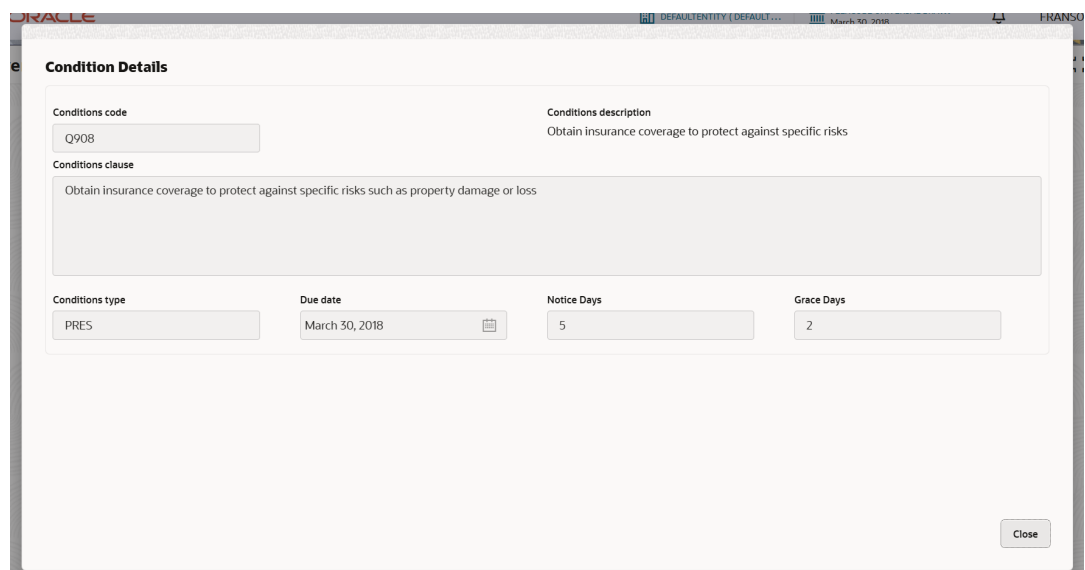 ORACLE
DEFAULTENTITY ( DEFAULT...
March 30, 2018
FRANSO
Condition Details
Conditions code
Conditions description
Q908
Obtain insurance coverage to protect against specific risks
Conditions clause
Obtain insurance coverage to protect against specific risks such as property damage or loss
Conditions type
Due date
Notice Days
Grace Days
PRES
March 30, 2018
5
2
Close